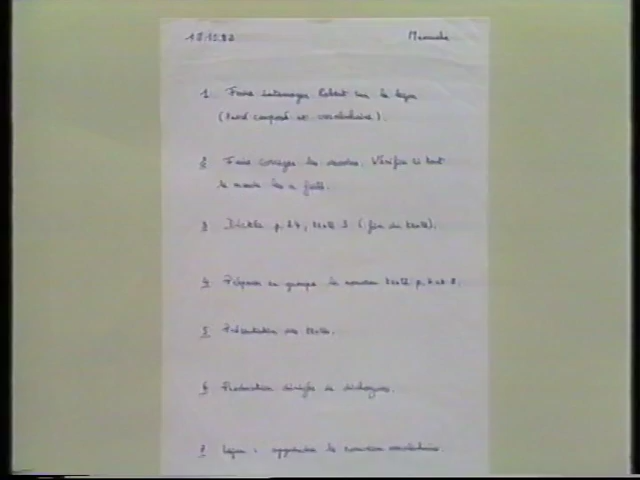 1 Faire interroger Robert sur la leçon
(Passé composé et vocabulaire).
2 Faire corriger les devoirs. Vérifier si tout
le monde les a faits.
3 Dictée p. 24, texte 3 (fin du texte).
4 Préparer en groupe le nouveau texte p.
5 Présentation des textes.
6 Production dirigée de dialogues.
7 Leçon : apprendre le nouveau vocabulaire.